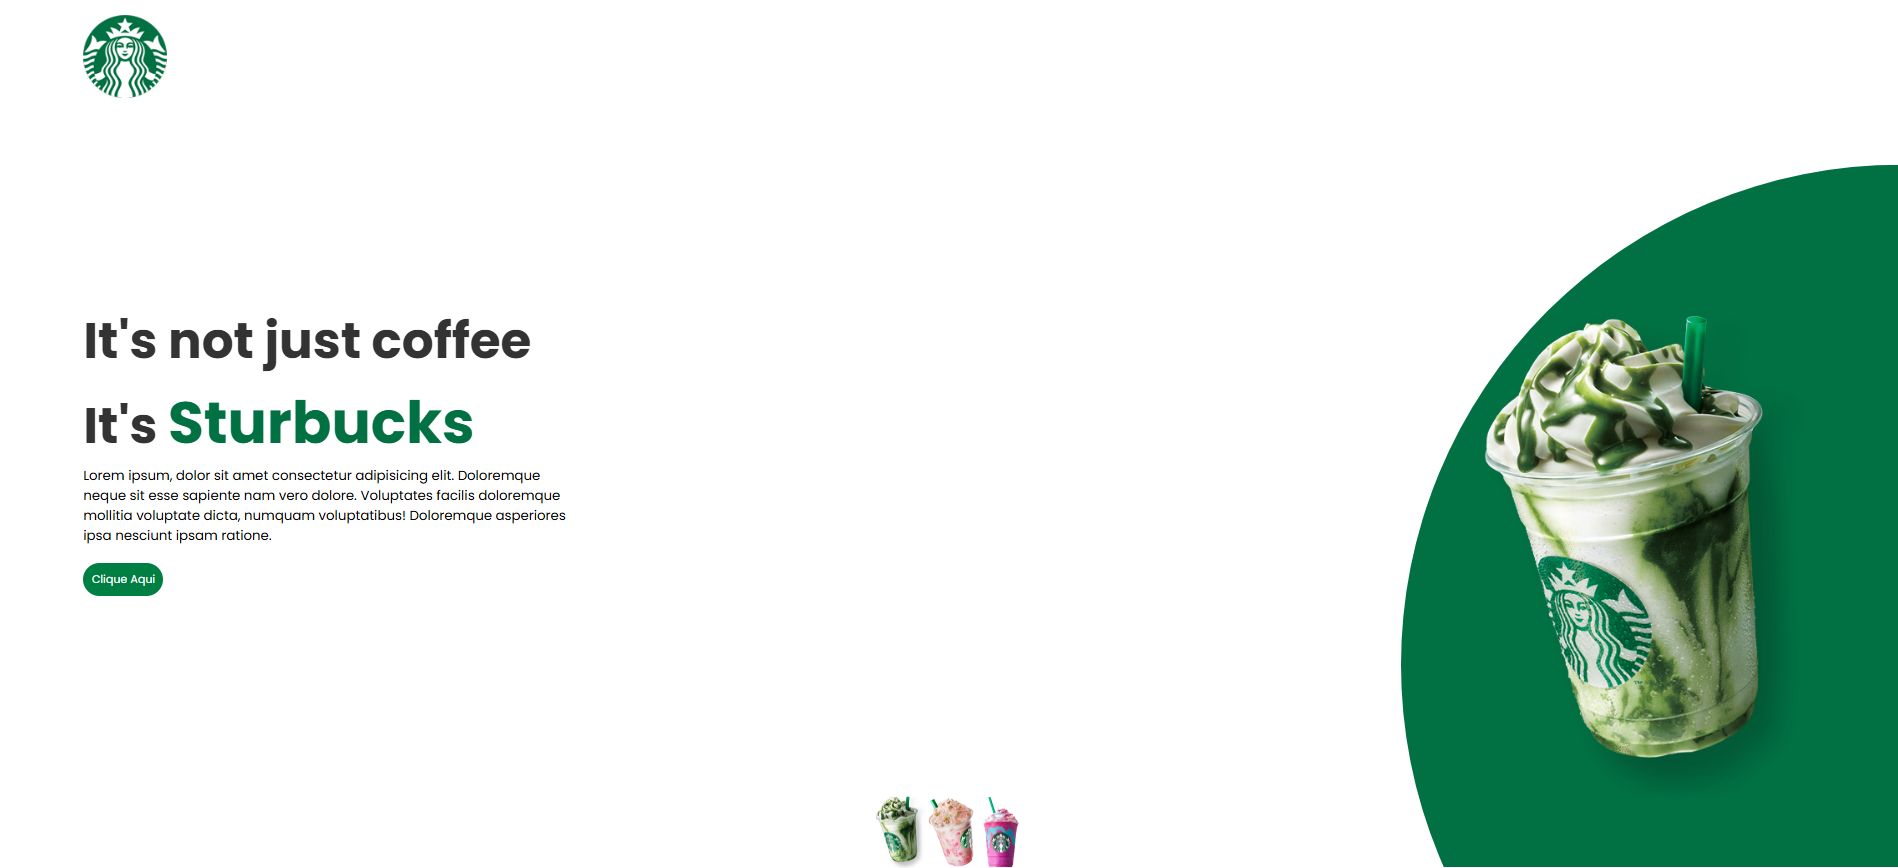 It's not just coffee
It's Sturbucks
Lorem ipsum, dolor sit amet consectetur adipisicing elit. Doloremque
neque sit esse sapiente nam vero dolore. Voluptates facilis doloremque
mollitia voluptate dicta, numquam voluptatibus! Doloremque asperiores
ipsa nesciunt ipsam ratione.
Clique Aqui